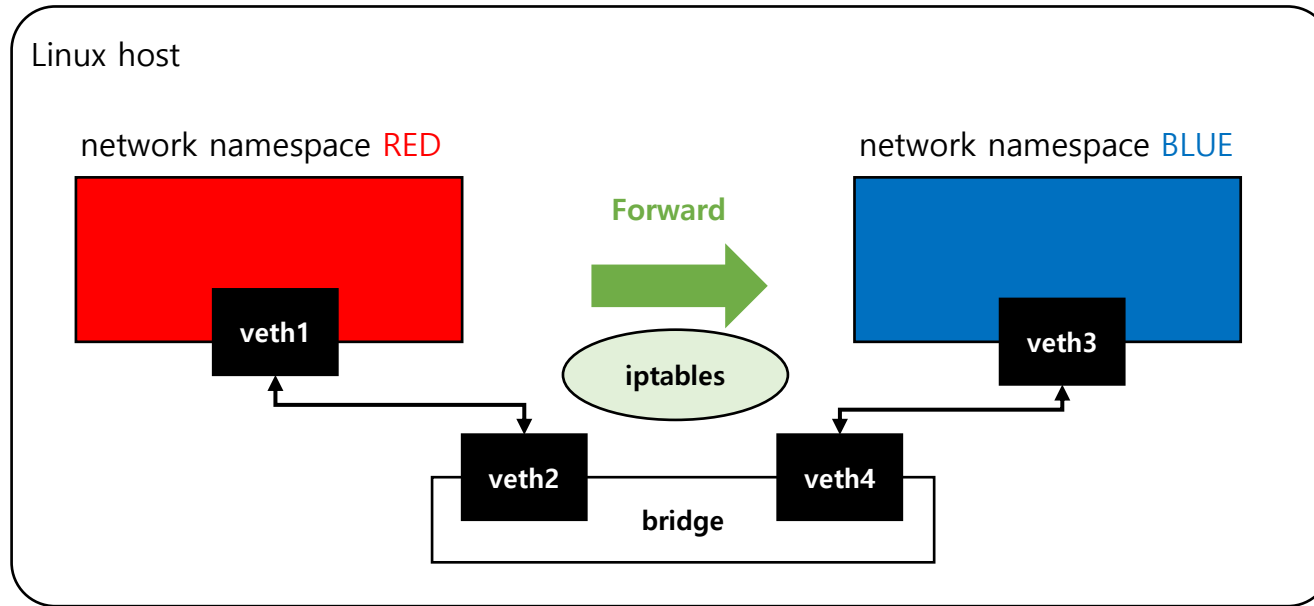 Linux host
network namespace RED
network namespace BLUE
Forward
veth1
veth3
iptables
veth2
veth4
bridge